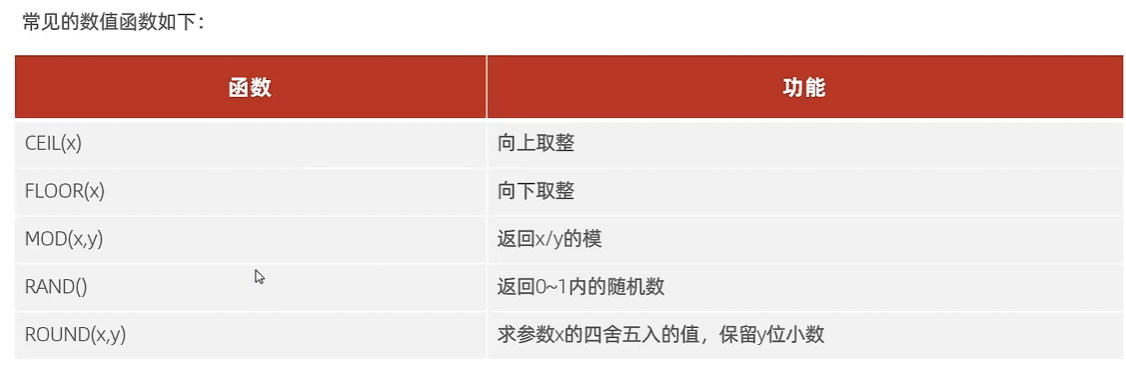 常见的数值函数如下：
函数 功能
CEIL(x) 向上取整
FLOOR(x) 向下取整
MOD(x,y) 返回x/y的模
RAND() 返回0~1内的随机数
ROUND(x,y) 求参数x的四舍五入的值，保留y位小数